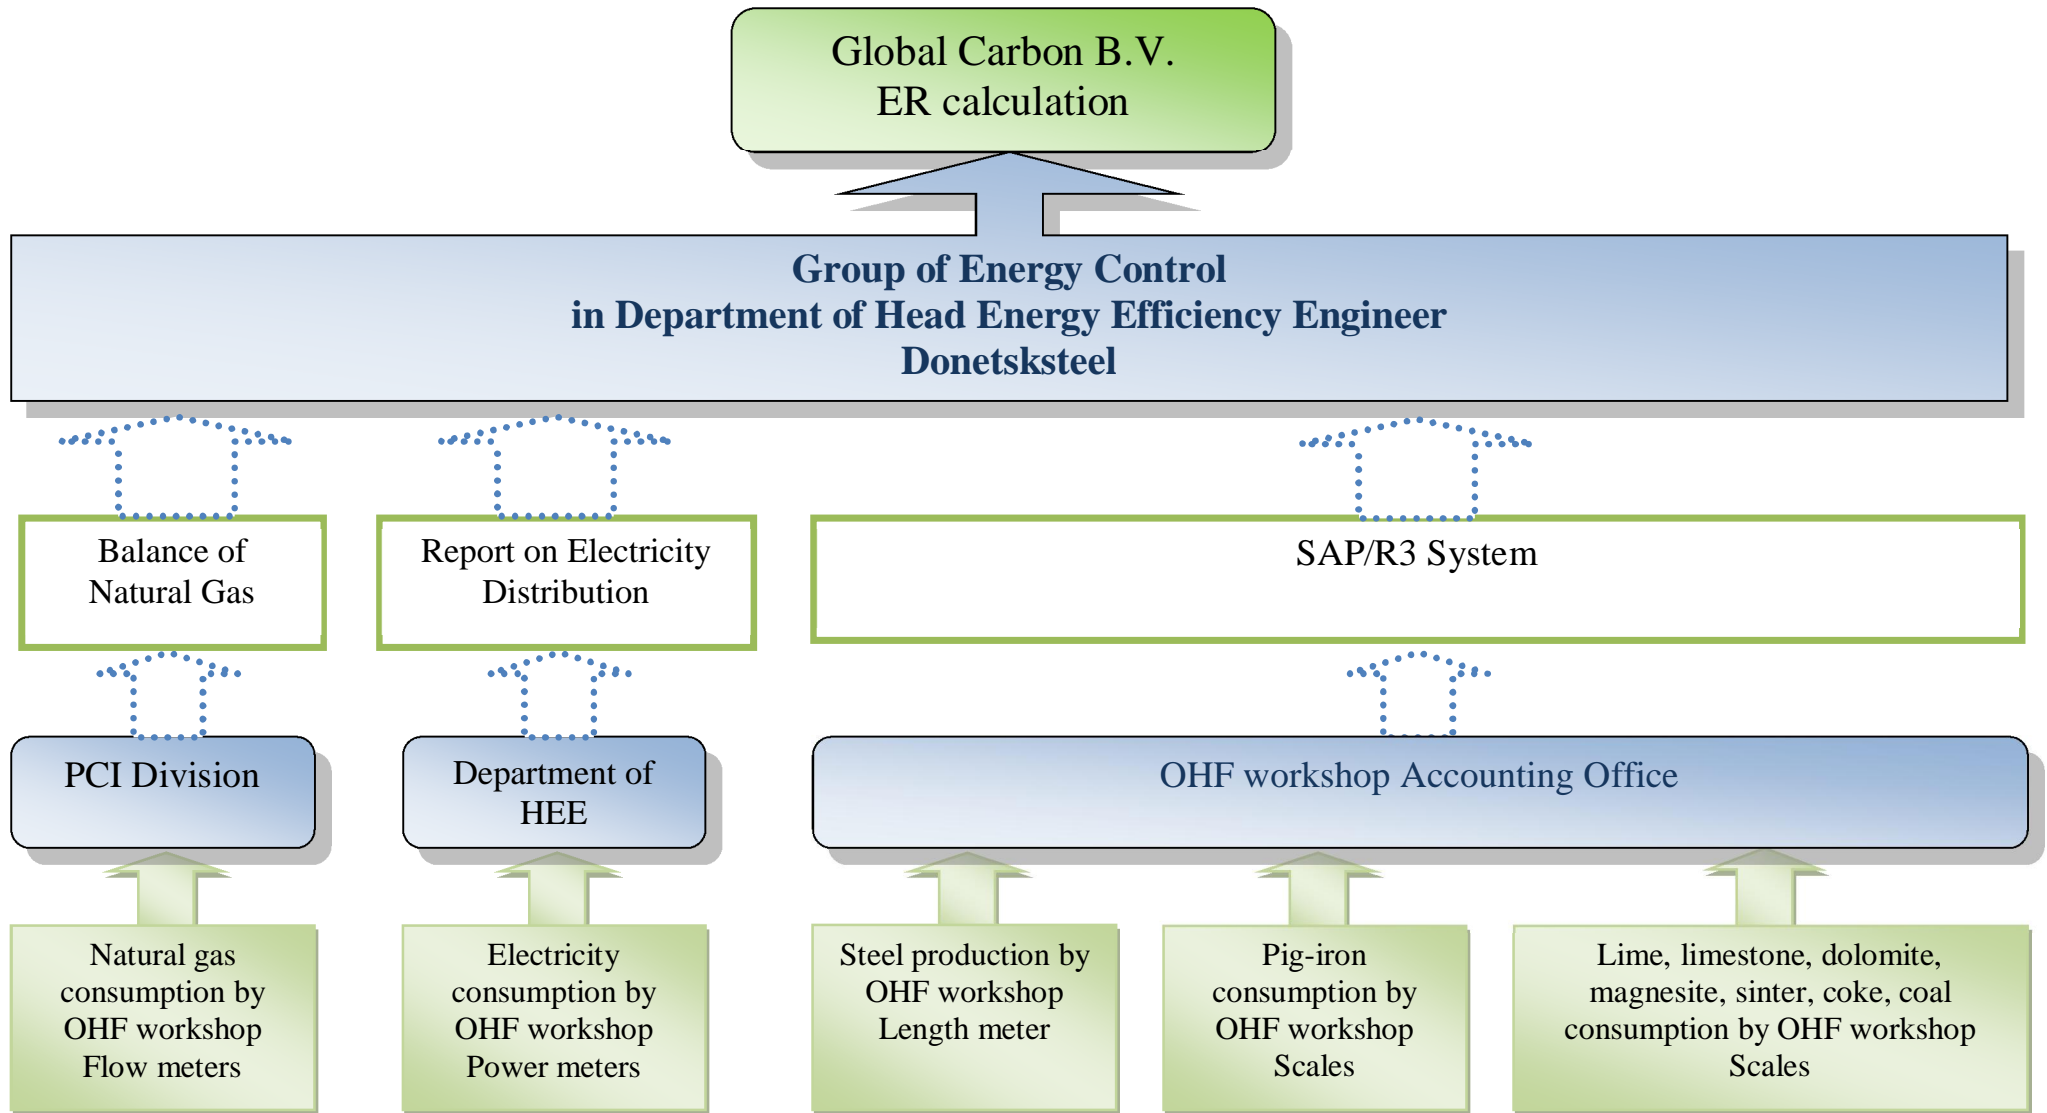 Global Carbon B.V.
ER calculation
Group of Energy Control
in Department of Head Energy Efficiency Engineer
Donetsksteel
Balance of
Natural Gas
Report on Electricity
Distribution
SAP/R3 System
PCI Division
Department of
HEE
OHF workshop Accounting Office
Natural gas
consumption by
OHF workshop
Flow meters
Electricity
consumption by
OHF workshop
Power meters
Steel production by
OHF workshop
Length meter
Pig-iron
consumption by
OHF workshop
Scales
Lime, limestone, dolomite,
magnesite, sinter, coke, coal
consumption by OHF workshop
Scales